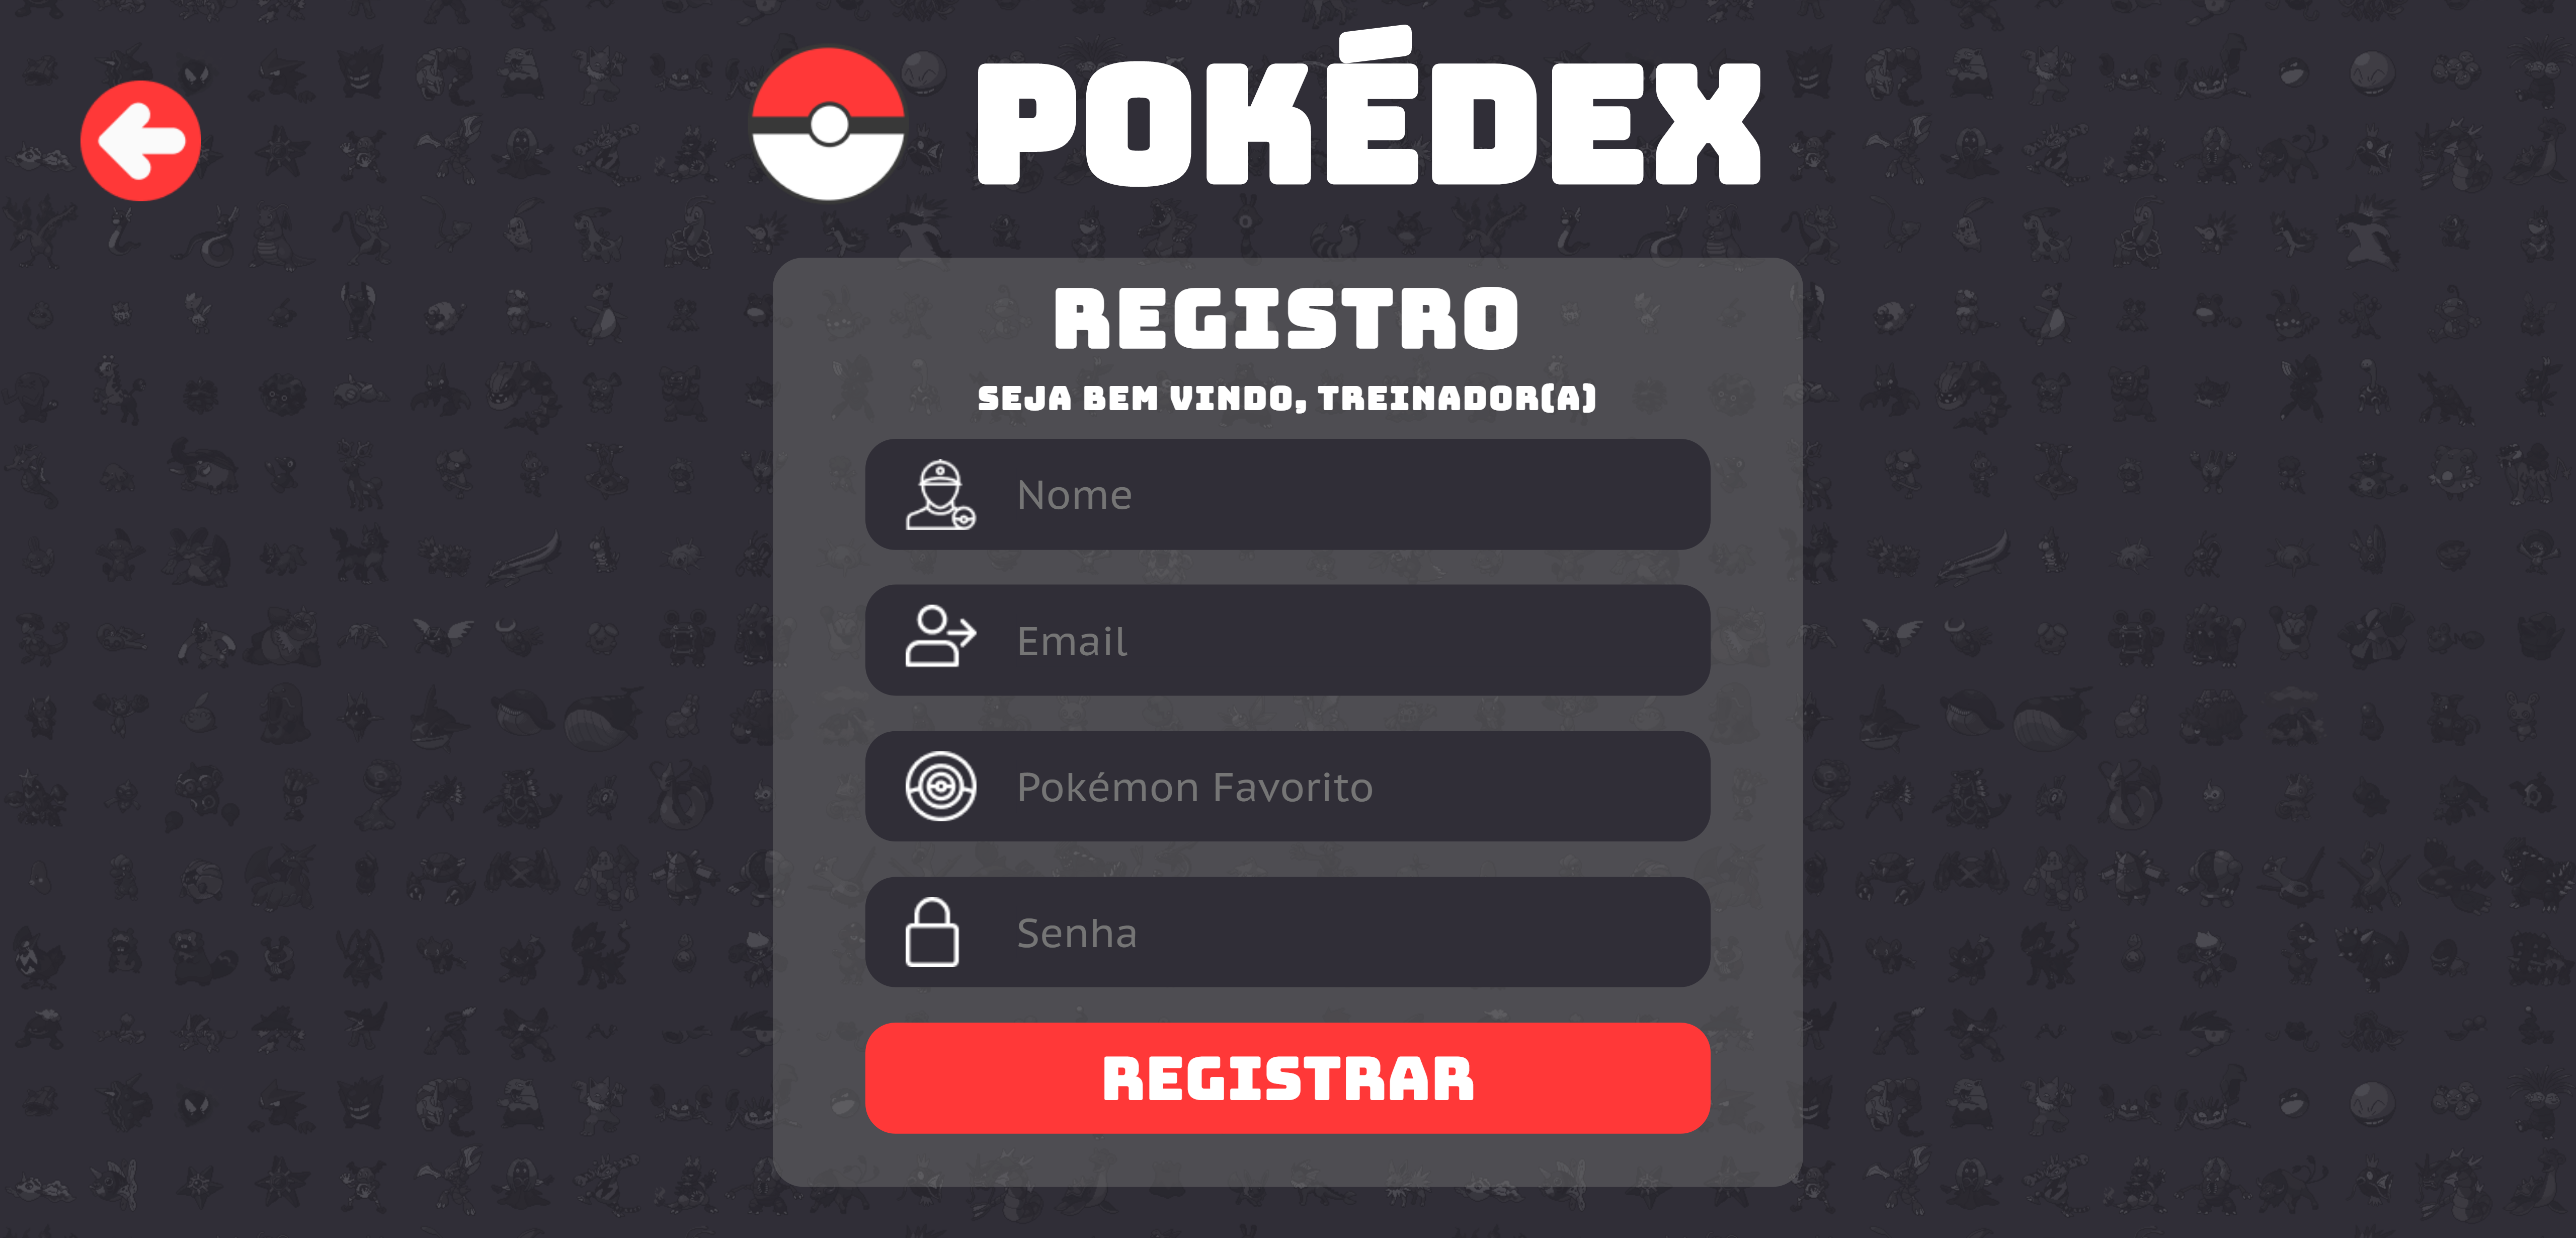 POKÉDEX
REGISTRO
SEJA BEM VINDO, TREINADOR(A)
Nome
Email
Pokémon Favorito
Senha
REGISTRAR